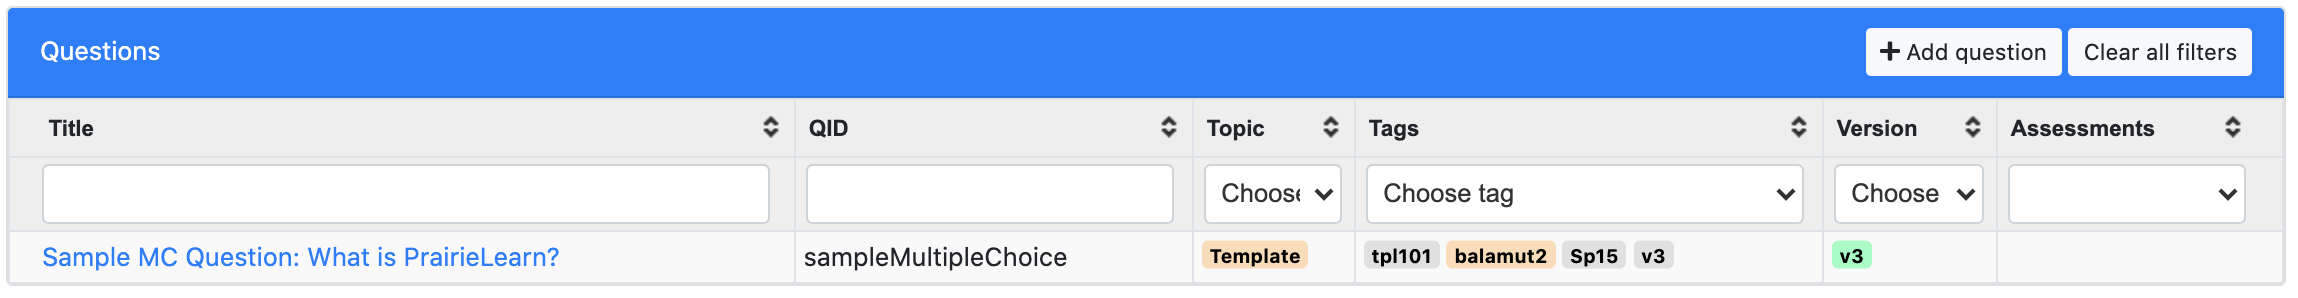 Questions
Add question Clear all filters
Title QID Topic Tags Version Assessments
Choose Choose tag Choose
Sample MC Question: What is PrairieLearn? sampleMultipleChoice Template tpl101 balamut2 Sp15 v3 v3